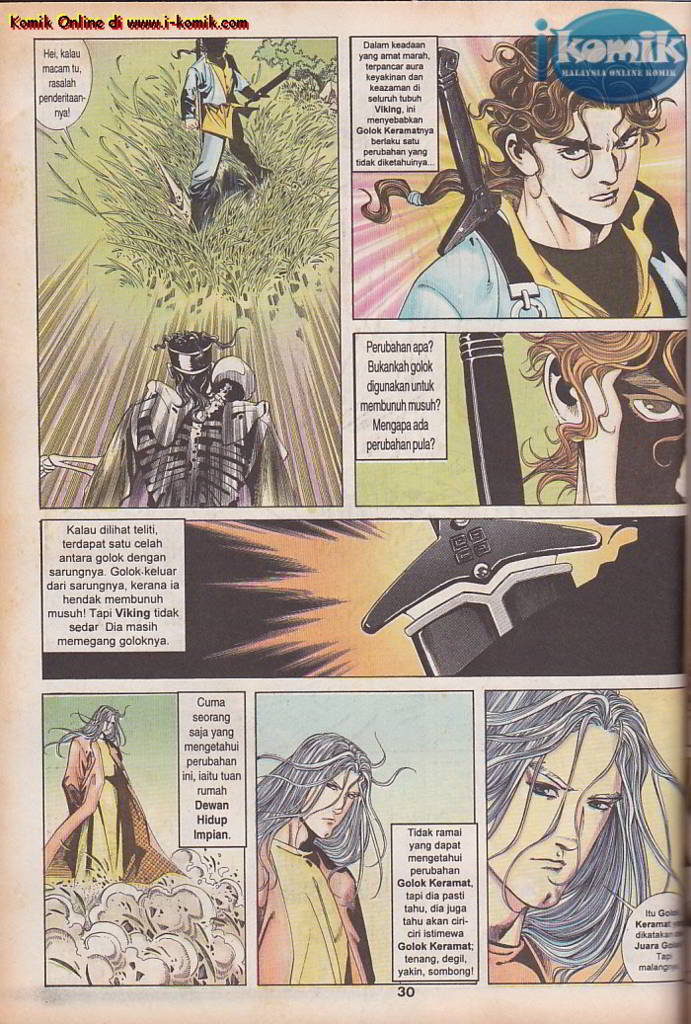 Komik Online di www.i-komik.com
ikomik
MALAYSIA ONLINE KOMIK
Hei, kalau
macam tu,
rasalah
penderitaan-
nya!
Dalam keadaan
yang amat marah,
terpancar aura
keyakinan dan
keazaman di
seluruh tubuh
Viking, ini
menyebabkan
Golok Keramatnya
berlaku satu
perubahan yang
tidak diketahuinya...
Perubahan apa?
Bukankah golok
digunakan untuk
membunuh musuh?
Mengapa ada
perubahan pula?
Kalau dilihat teliti,
terdapat satu celah
antara golok dengan
sarungnya. Golok-keluar
dari sarungnya, kerana ia
hendak membunuh
musuh! Tapi Viking tidak
sedar Dia masih
memegang goloknya.
Cuma
seorang
saja yang
mengetahui
perubahan
ini, iaitu tuan
rumah
Dewan
Hidup
Impian.
Tidak ramai
yang dapat
mengetahui
perubahan
Golok Keramat,
tapi dia pasti
tahu, dia juga
tahu akan ciri-
ciri istimewa
Golok Keramat;
tenang, degil,
yakin, sombong!
Itu
Keramat
dikatakan
Juara
Tapi
malangnya
30